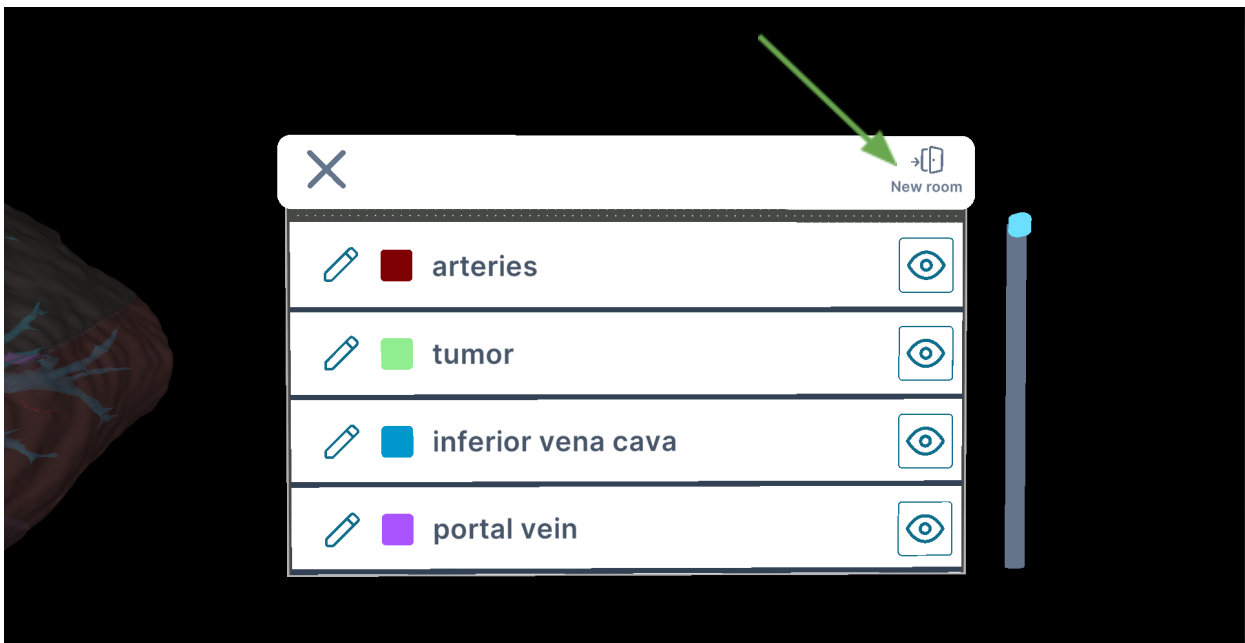 New room
arteries
tumor
inferior vena cava
portal vein